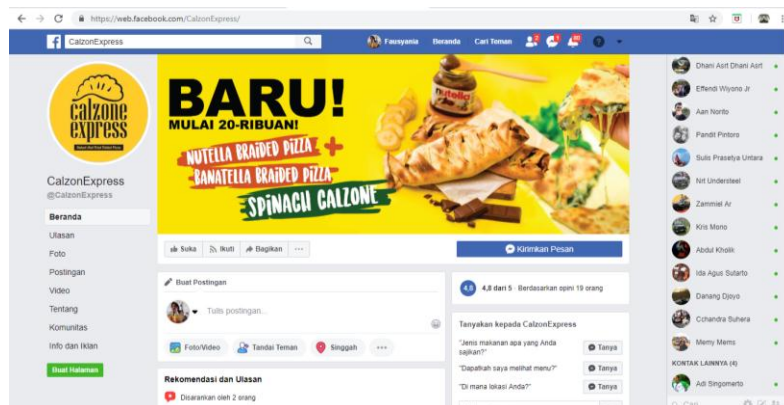 https://web.facebook.com/CalzonExpress/
CalzonExpress
Fausyania
Beranda
Cari Teman
calzone
express
CalzonExpress
@CalzonExpress
Beranda
Ulasan
Foto
Postingan
Video
Tentang
Komunitas
Info dan Iklan
Buat Halaman
BARU!
MULAI 20-RIBUAN!
NUTELLA BRAIDED PIZZA +
BANATELLA BRAIDED PIZZA
SPINACH CALZONE
nutella
Suka
Ikuti
Bagikan
Kirimkan Pesan
Buat Postingan
Tulis postingan...
Foto/Video
Tandai Teman
Singgah
Rekomendasi dan Ulasan
Disarankan oleh 2 orang
4,8
4,8 dari 5 · Berdasarkan opini 19 orang
Tanyakan kepada CalzonExpress
"Jenis makanan apa yang Anda
sajikan?"
Tanya
"Dapatkah saya melihat menu?"
Tanya
"Di mana lokasi Anda?"
Tanya
Dhani Asrt Dhani Asrt
Effendi Wiyono Jr
Aan Norito
Pandit Pintoro
Sulis Prasetya Untara
Nrt Understeel
Zammiel Ar
Kris Mano
Abdul Kholik
Ida Agus Sutarto
Danang Djoyo
Cchandra Suhera
Memy Mems
KONTAK LAINNYA (4)
Adi Singomerto
Cari